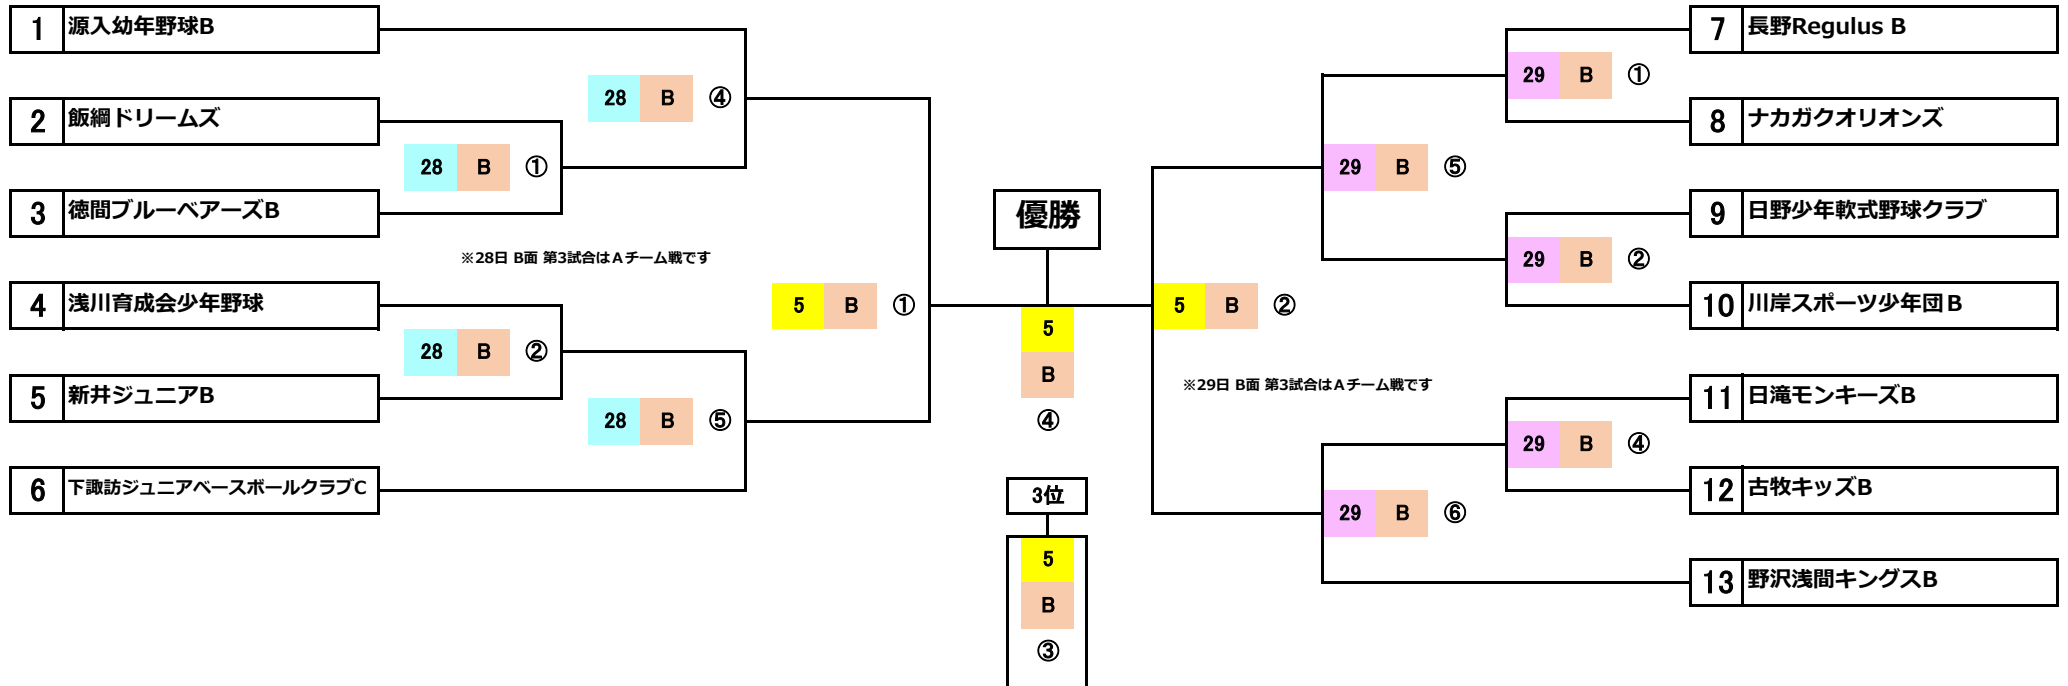 1 源入幼年野球B
28 B ④
2 飯綱ドリームズ
28 B ①
3 徳間ブルーベアーズB
※28日 B面 第3試合はAチーム戦です
4 浅川育成会少年野球
5 B ①
28 B ②
5 新井ジュニアB
28 B ⑤
6 下諏訪ジュニアベースボールクラブC
優勝
5
B
④
3位
5
B
③
7 長野Regulus B
29 B ①
8 ナカガクオリオンズ
29 B ⑤
9 日野少年軟式野球クラブ
29 B ②
10 川岸スポーツ少年団B
5 B ②
※29日 B面 第3試合はAチーム戦です
11 日滝モンキーズB
29 B ④
12 古牧キッズB
29 B ⑥
13 野沢浅間キングスB